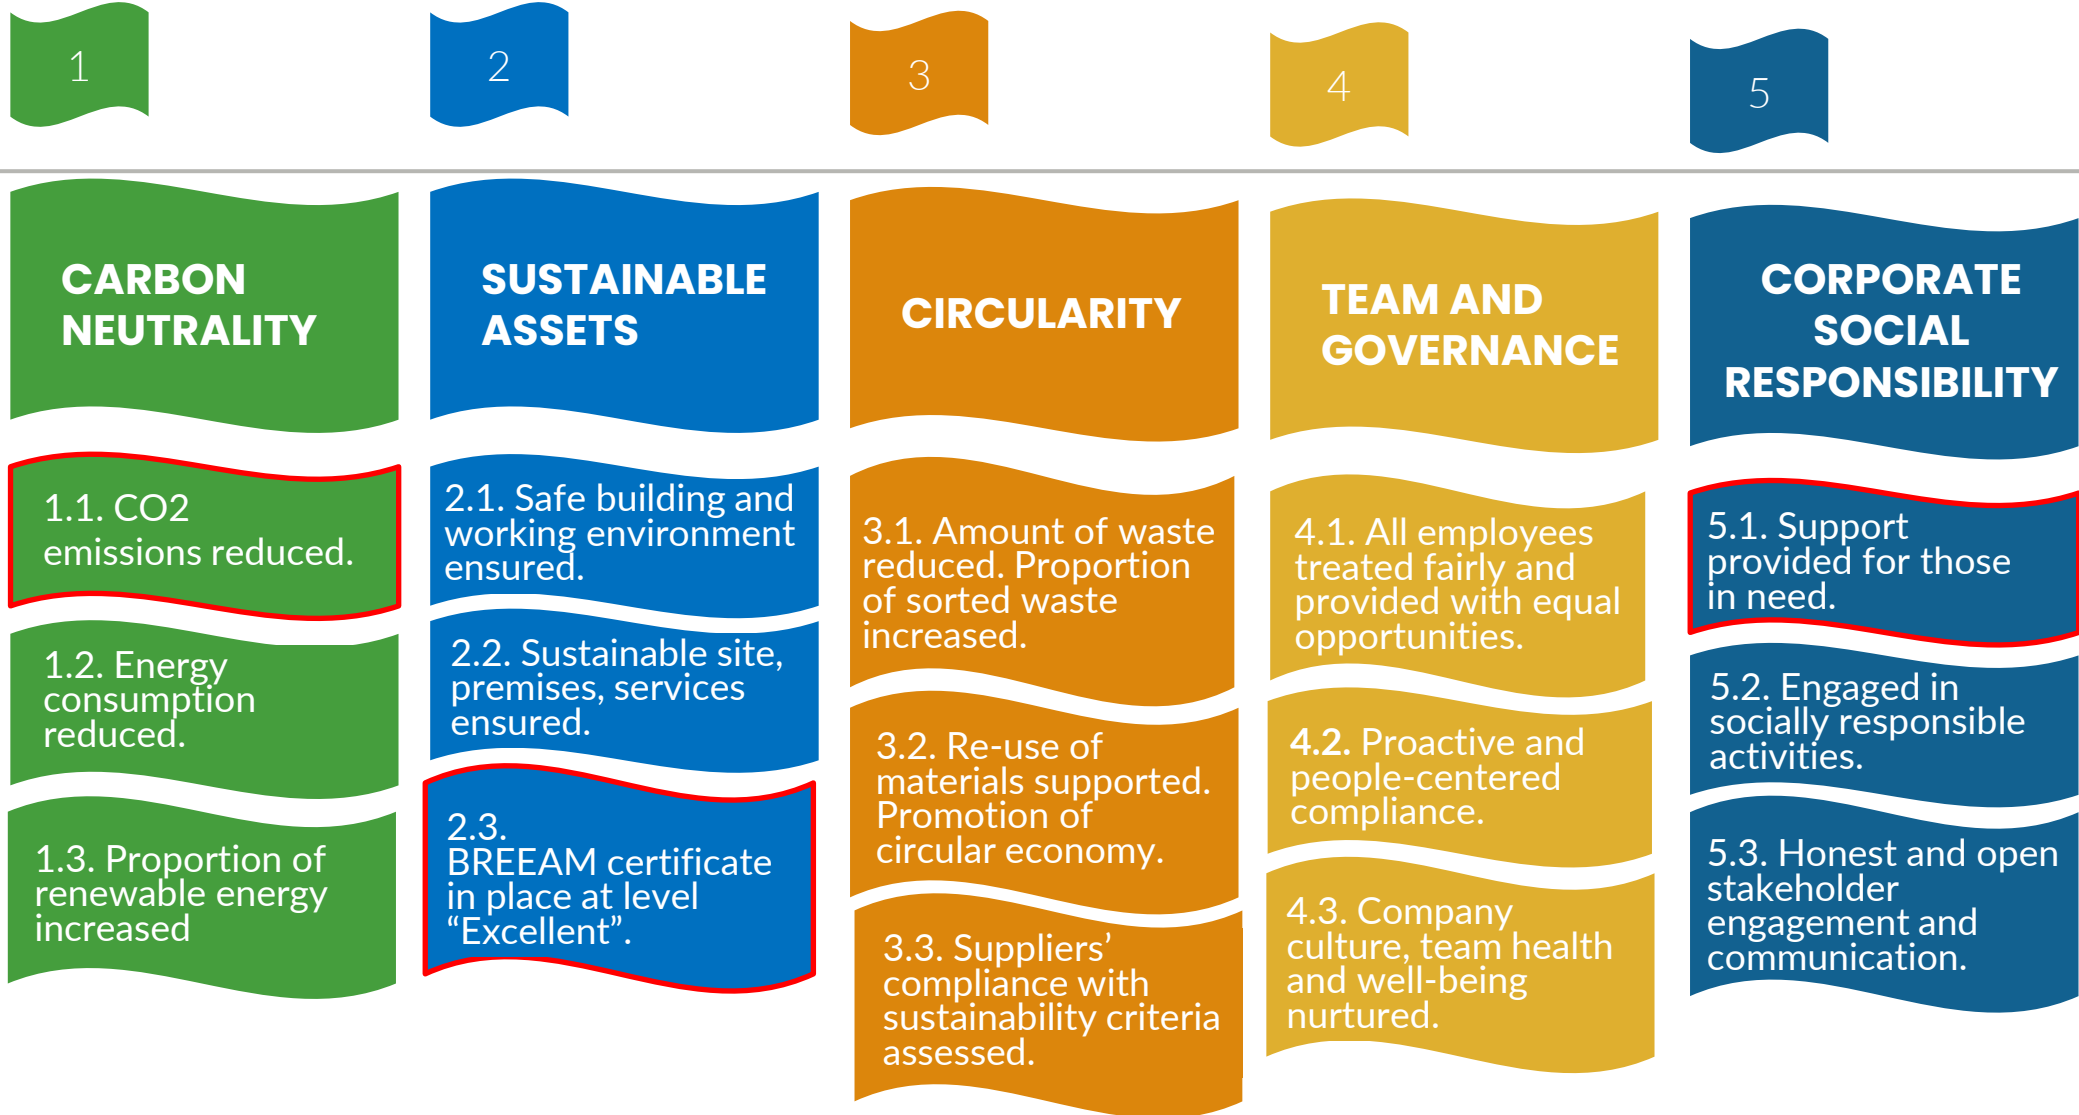 1
2
3
4
5
CARBON
NEUTRALITY
SUSTAINABLE
ASSETS
CIRCULARITY
TEAM AND
GOVERNANCE
CORPORATE
SOCIAL
RESPONSIBILITY
1.1. CO2
emissions reduced.
1.2. Energy
consumption
reduced.
1.3. Proportion of
renewable energy
increased
2.1. Safe building and
working environment
ensured.
2.2. Sustainable site,
premises, services
ensured.
2.3.
BREEAM certificate
in place at level
“Excellent”.
3.1. Amount of waste
reduced. Proportion
of sorted waste
increased.
3.2. Re-use of
materials supported.
Promotion of
circular economy.
3.3. Suppliers’
compliance with
sustainability criteria
assessed.
4.1. All employees
treated fairly and
provided with equal
opportunities.
4.2. Proactive and
people-centered
compliance.
4.3. Company
culture, team health
and well-being
nurtured.
5.1. Support
provided for those
in need.
5.2. Engaged in
socially responsible
activities.
5.3. Honest and open
stakeholder
engagement and
communication.